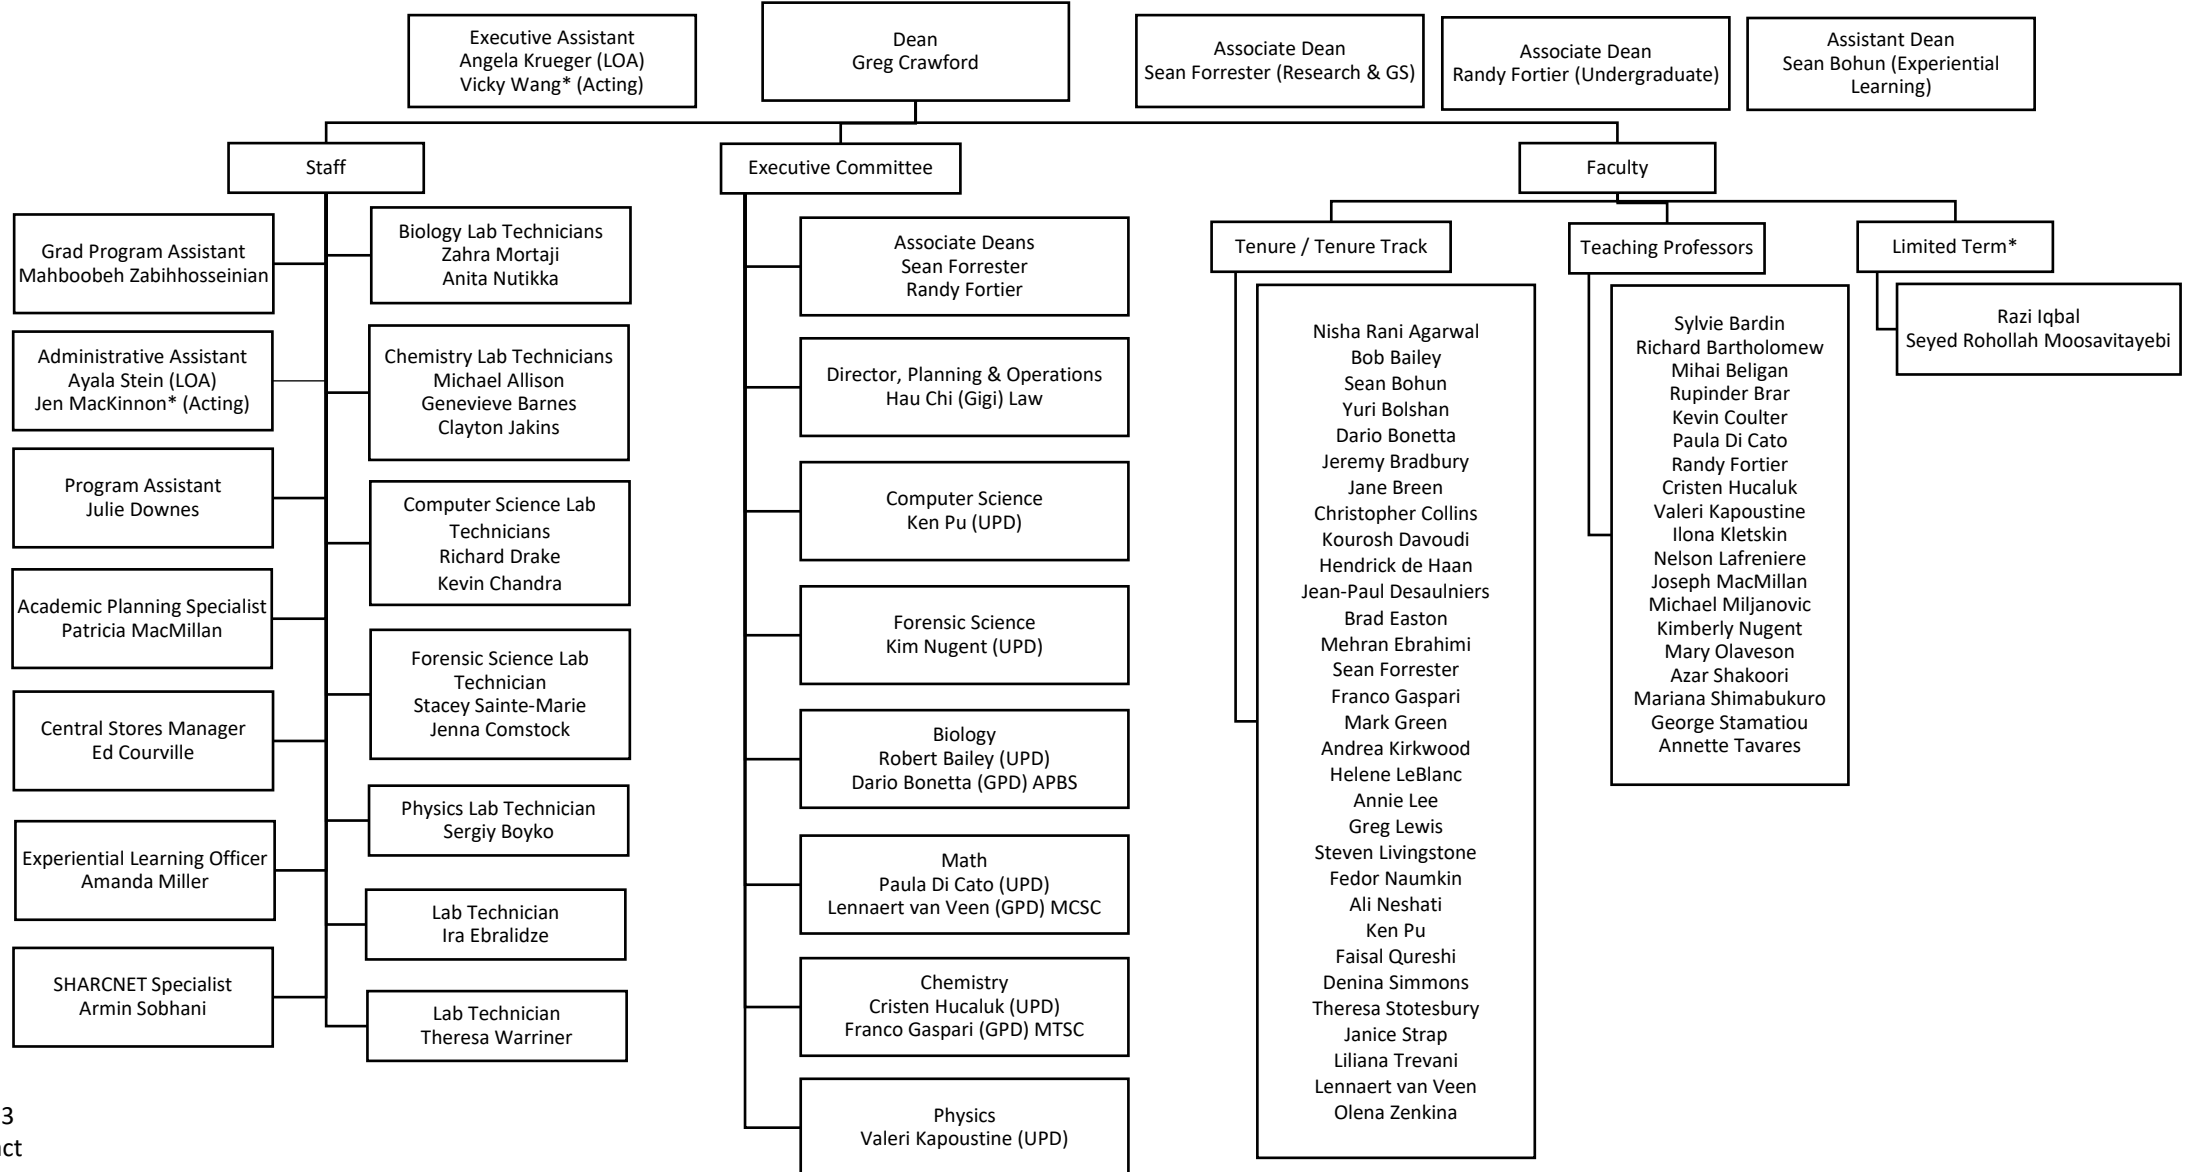 Executive Assistant
Angela Krueger (LOA)
Vicky Wang* (Acting)
Dean
Greg Crawford
Associate Dean
Sean Forrester (Research & GS)
Associate Dean
Randy Fortier (Undergraduate)
Assistant Dean
Sean Bohun (Experiential
Learning)
Staff
Executive Committee
Faculty
Grad Program Assistant
Mahboobeh Zabihhosseinian
Administrative Assistant
Ayala Stein (LOA)
Jen MacKinnon* (Acting)
Program Assistant
Julie Downes
Academic Planning Specialist
Patricia MacMillan
Central Stores Manager
Ed Courville
Experiential Learning Officer
Amanda Miller
SHARCNET Specialist
Armin Sobhani
Biology Lab Technicians
Zahra Mortaji
Anita Nutikka
Chemistry Lab Technicians
Michael Allison
Genevieve Barnes
Clayton Jakins
Computer Science Lab
Technicians
Richard Drake
Kevin Chandra
Forensic Science Lab
Technician
Stacey Sainte-Marie
Jenna Comstock
Physics Lab Technician
Sergiy Boyko
Lab Technician
Ira Ebralidze
Lab Technician
Theresa Warriner
Associate Deans
Sean Forrester
Randy Fortier
Director, Planning & Operations
Hau Chi (Gigi) Law
Computer Science
Ken Pu (UPD)
Forensic Science
Kim Nugent (UPD)
Biology
Robert Bailey (UPD)
Dario Bonetta (GPD) APBS
Math
Paula Di Cato (UPD)
Lennaert van Veen (GPD) MCSC
Chemistry
Cristen Hucaluk (UPD)
Franco Gaspari (GPD) MTSC
Physics
Valeri Kapoustine (UPD)
Tenure / Tenure Track
Nisha Rani Agarwal
Bob Bailey
Sean Bohun
Yuri Bolshan
Dario Bonetta
Jeremy Bradbury
Jane Breen
Christopher Collins
Kourosh Davoudi
Hendrick de Haan
Jean-Paul Desaulniers
Brad Easton
Mehran Ebrahimi
Sean Forrester
Franco Gaspari
Mark Green
Andrea Kirkwood
Helene LeBlanc
Annie Lee
Greg Lewis
Steven Livingstone
Fedor Naumkin
Ali Neshati
Ken Pu
Faisal Qureshi
Denina Simmons
Theresa Stotesbury
Janice Strap
Liliana Trevani
Lennaert van Veen
Olena Zenkina
Teaching Professors
Sylvie Bardin
Richard Bartholomew
Mihai Beligan
Rupinder Brar
Kevin Coulter
Paula Di Cato
Randy Fortier
Cristen Hucaluk
Valeri Kapoustine
Ilona Kletskin
Nelson Lafreniere
Joseph MacMillan
Michael Miljanovic
Kimberly Nugent
Mary Olaveson
Azar Shakoori
Mariana Shimabukuro
George Stamatiou
Annette Tavares
Limited Term*
Razi Iqbal
Seyed Rohollah Moosavitayebi
3